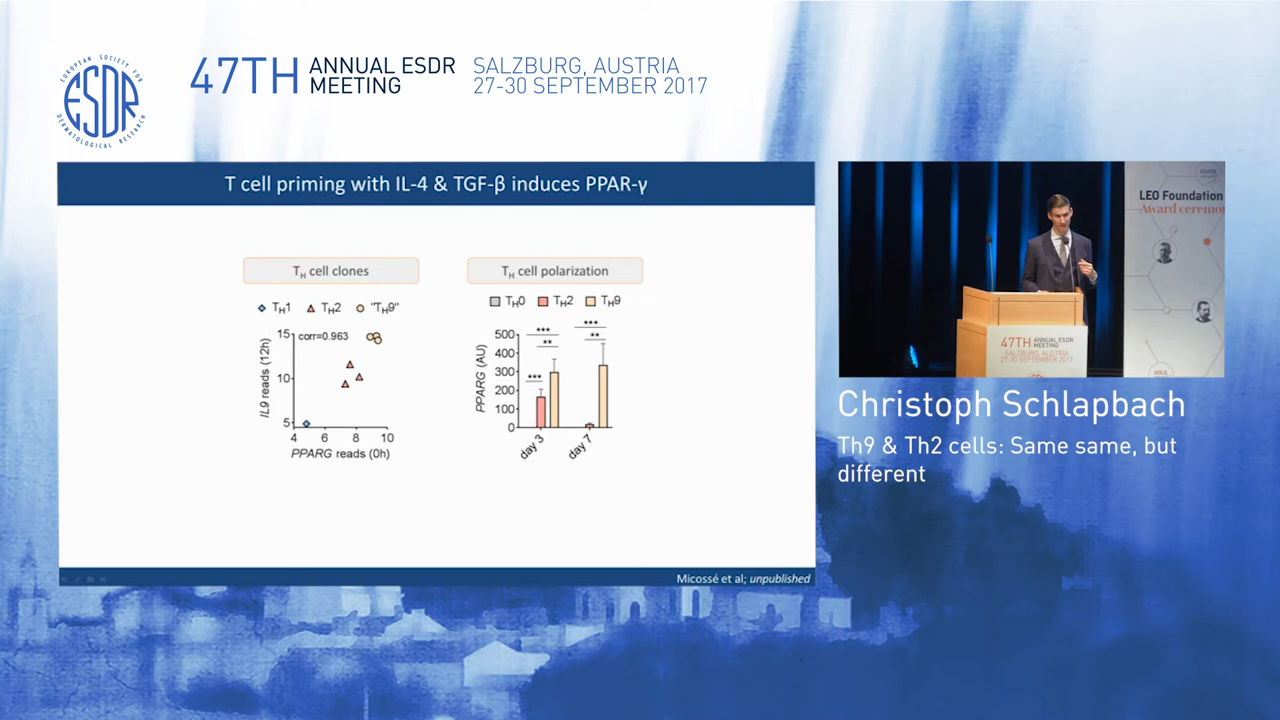 EUROPEAN SOCIETY FOR
ESDR
DERMATOLOGICAL RESEARCH
47TH
ANNUAL ESDR
MEETING
SALZBURG, AUSTRIA
27-30 SEPTEMBER 2017
T cell priming with IL-4 & TGF-β induces PPAR-γ
TH cell clones
TH1 TH2 "TH9"
corr=0.963
IL9 reads (12h)
15
10
5
4 6 8 10
PPARG reads (0h)
TH cell polarization
TH0 TH2 TH9
PPARG (AU)
500
400
300
200
100
0
*** ** ***
*** **
day 3 day 7
Micossé et al; unpublished
LEO Foundation
Award ceremo
47TH ANNUAL ESDR
MEETING
SALZBURG, AUSTRIA
27-30 SEPTEMBER 2017
Christoph Schlapbach
Th9 & Th2 cells: Same same, but
different